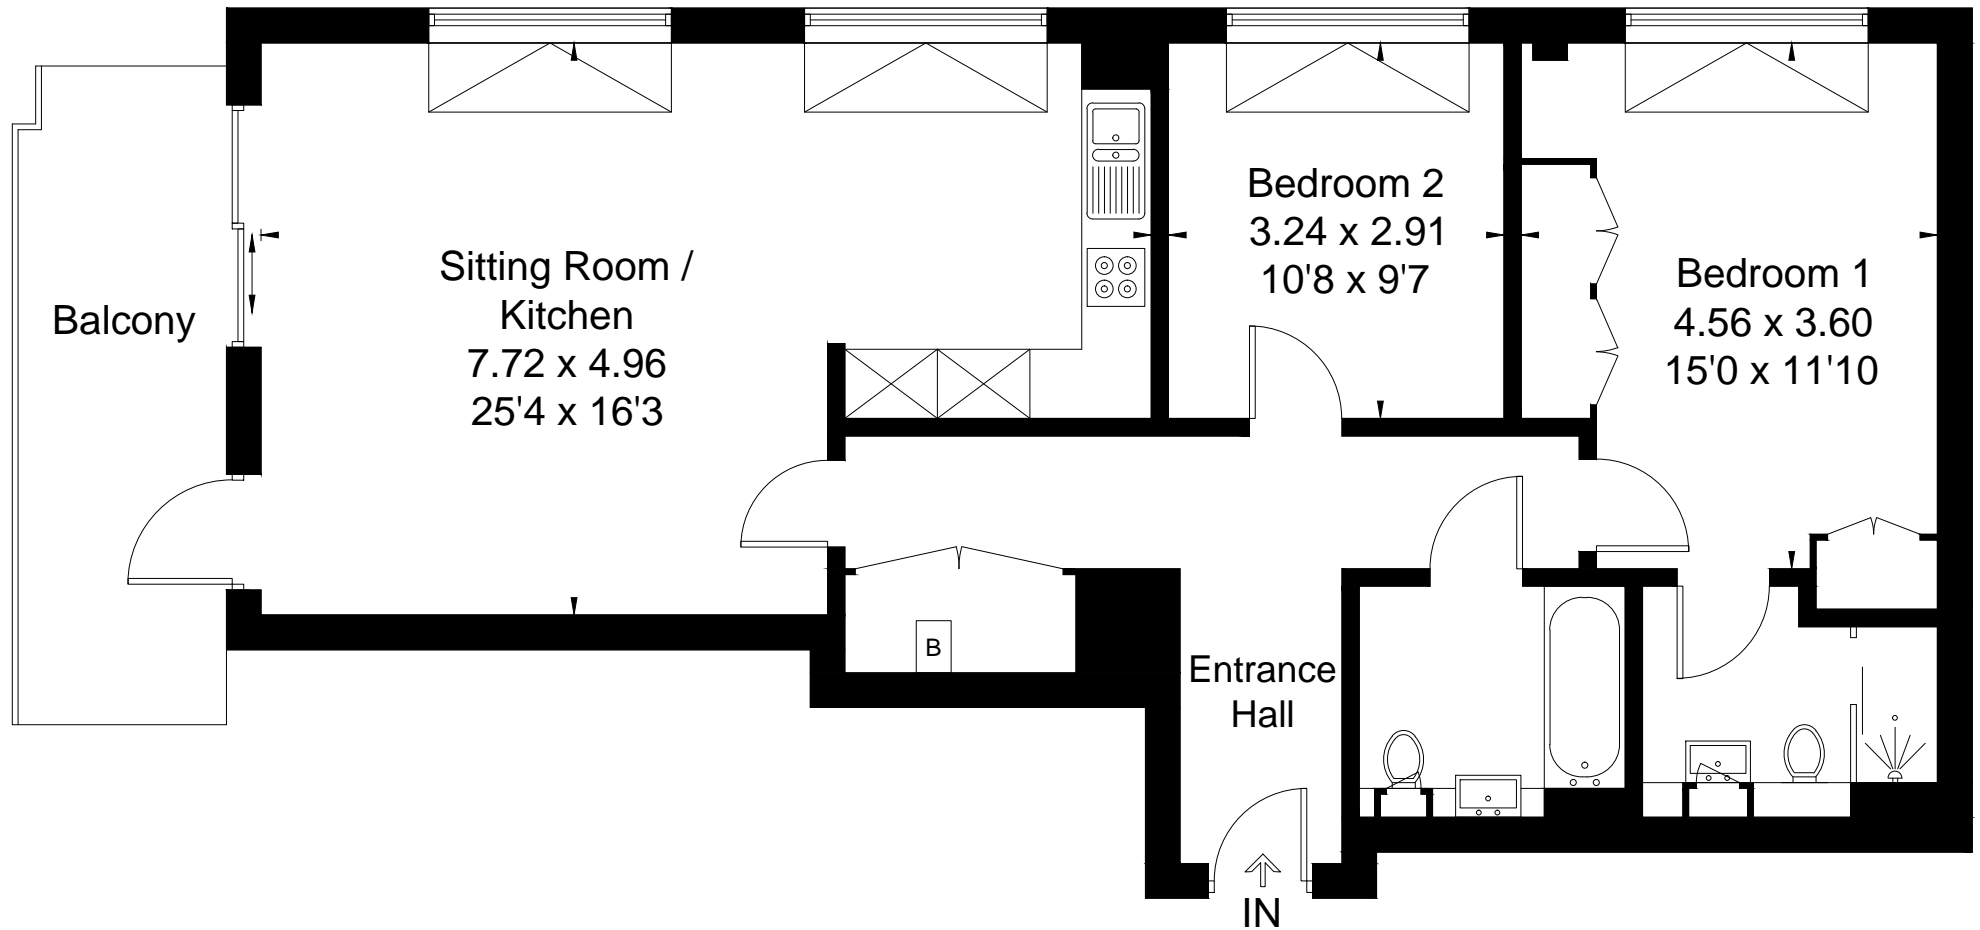 Balcony
Sitting Room /
Kitchen
7.72 x 4.96
25'4 x 16'3
Bedroom 2
3.24 x 2.91
10'8 x 9'7
Bedroom 1
4.56 x 3.60
15'0 x 11'10
B
Entrance
Hall
IN